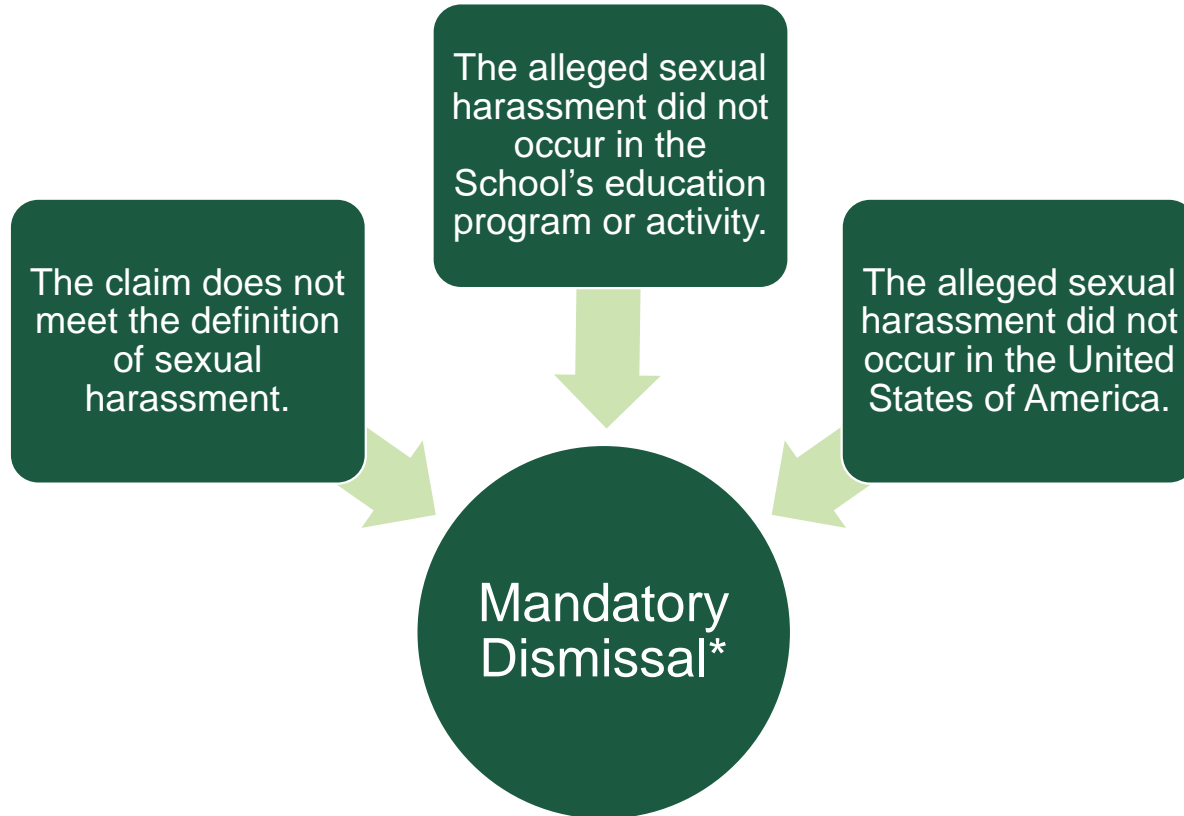 The claim does not
meet the definition
of sexual
harassment.
The alleged sexual
harassment did not
occur in the
School’s education
program or activity.
The alleged sexual
harassment did not
occur in the United
States of America.
Mandatory
Dismissal*